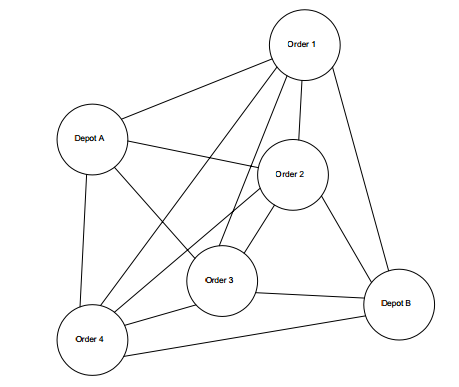 Order 1
Depot A
Order 2
Order 3
Depot B
Order 4